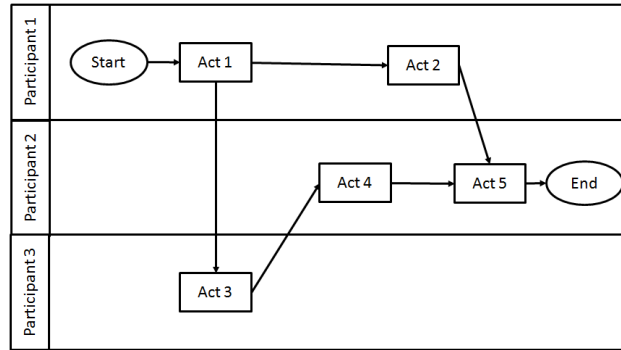 Participant 1
Start
Act 1
Act 2
Participant 2
Act 4
Act 5
End
Participant 3
Act 3